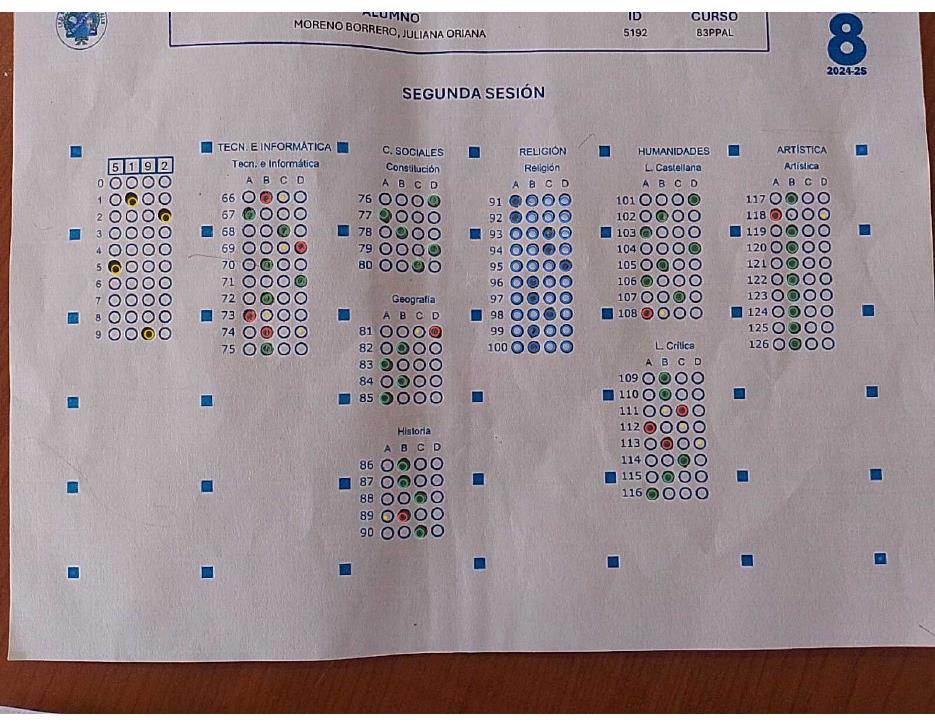 ALUMNO
ID
CURSO
MORENO BORRERO, JULIANA ORIANA
5192
83PPAL
8
2024-25
SEGUNDA SESIÓN
5 1 9 2
0
1
2
3
4
5
6
7
8
9
TECN. E INFORMÁTICA
Tecn. e Informática
A B C D
66
67
68
69
70
71
72
73
74
75
C. SOCIALES
Constitución
A B C D
76
77
78
79
80
Geografía
A B C D
81
82
83
84
85
Historia
A B C D
86
87
88
89
90
RELIGIÓN
Religión
A B C D
91
92
93
94
95
96
97
98
99
100
HUMANIDADES
L. Castellana
A B C D
101
102
103
104
105
106
107
108
L. Crítica
A B C D
109
110
111
112
113
114
115
116
ARTÍSTICA
Artística
A B C D
117
118
119
120
121
122
123
124
125
126